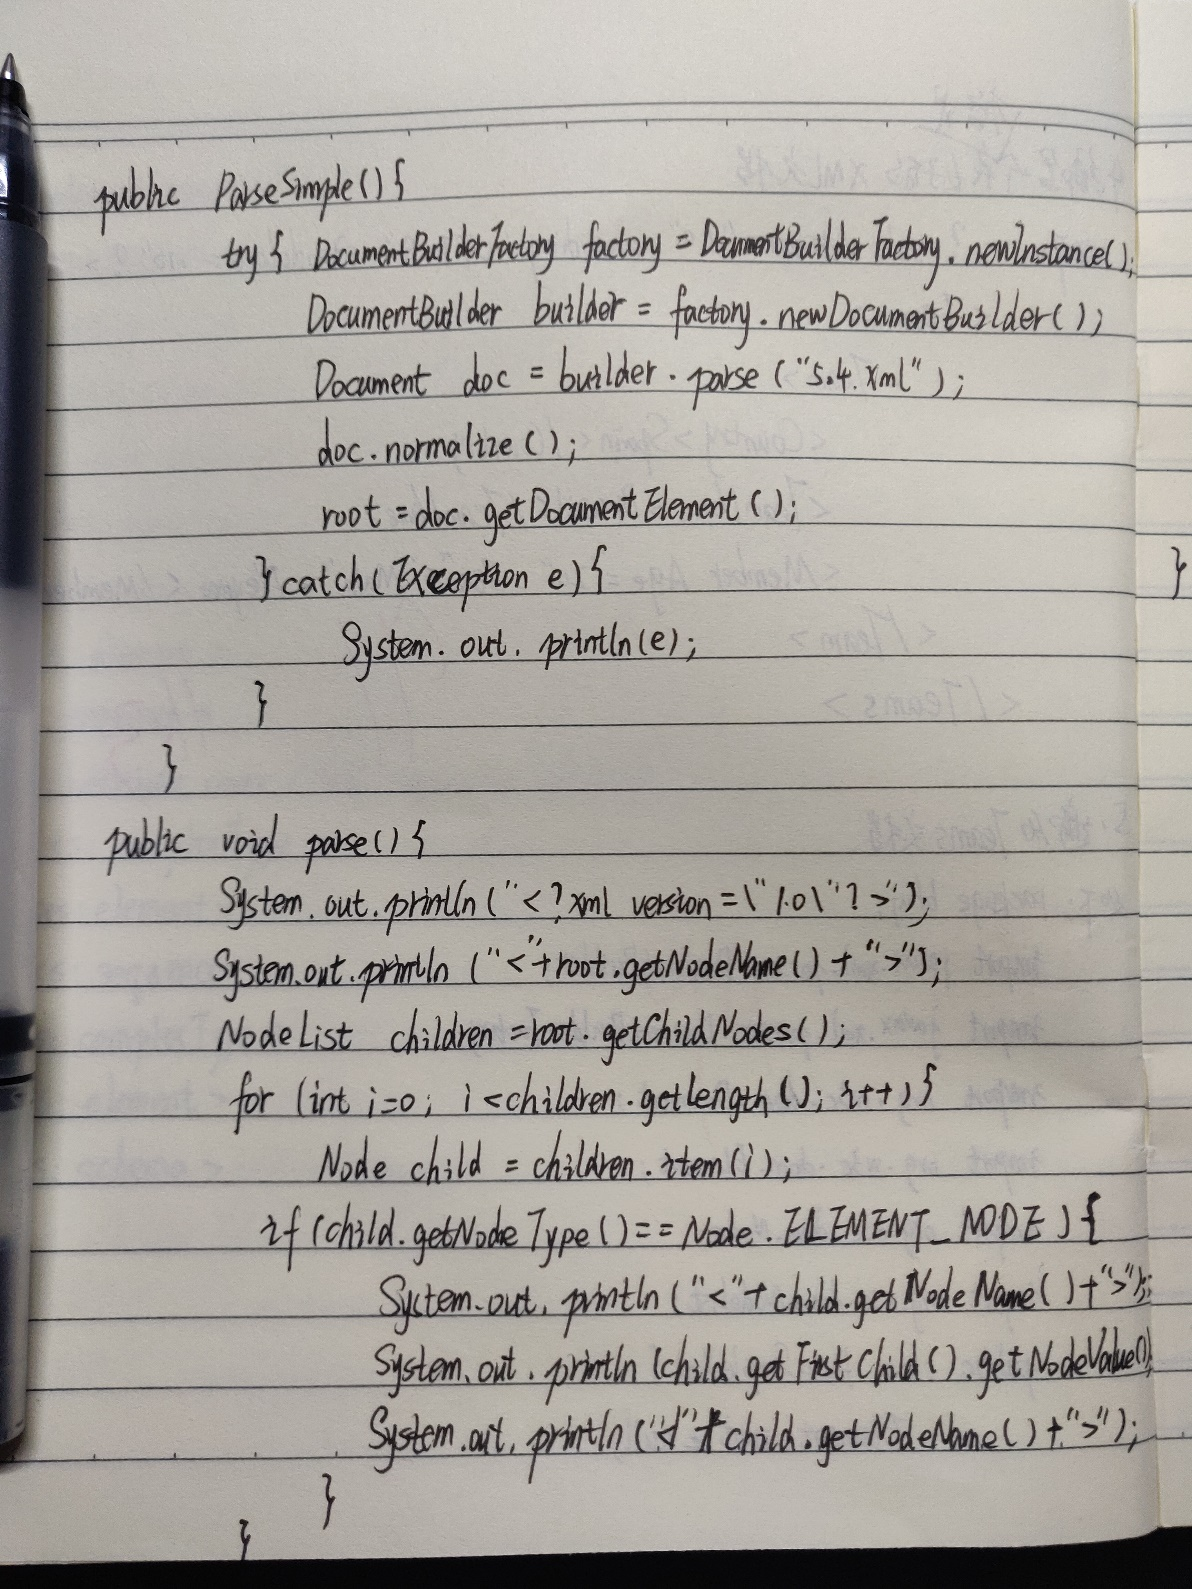 public ParseSimple(){
try{ DocumentBuilderFactory factory = DocumentBuilderFactory.newInstance();
DocumentBuilder builder = factory.newDocumentBuilder();
Document doc = builder.parse("5.4.xml");
doc.normalize();
root = doc.getDocumentElement();
}catch(Exception e){
}
System.out.println(e);
}
}
public void parse(){
System.out.println("<?xml version=\"1.0\"?>");
System.out.println("<"+root.getNodeName()+">");
NodeList children = root.getChildNodes();
for (int i=0; i<children.getLength(); i++)}
Node child = children.item(i);
if (child.getNodeType()==Node.ELEMENT_NODE){
System.out.println("<"+child.getNodeName()+">");
System.out.println(child.getFirstChild().getNodeValue());
System.out.println("</"+child.getNodeName()+">");
}
}